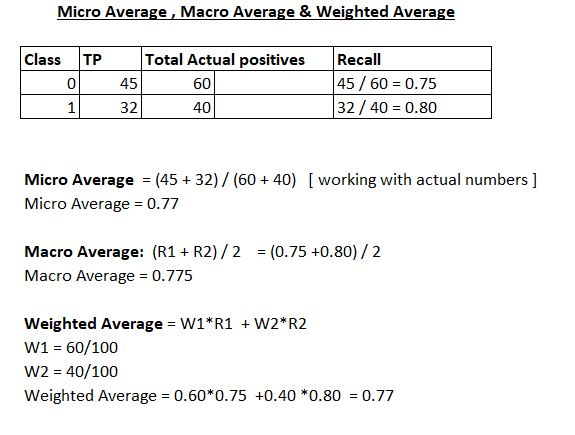 Micro Average , Macro Average & Weighted Average
Class TP Total Actual positives Recall
0 45 60 45 / 60 = 0.75
1 32 40 32 / 40 = 0.80
Micro Average = (45 + 32) / (60 + 40) [ working with actual numbers ]
Micro Average = 0.77
Macro Average: (R1 + R2) / 2 = (0.75 +0.80) / 2
Macro Average = 0.775
Weighted Average = W1*R1 + W2*R2
W1 = 60/100
W2 = 40/100
Weighted Average = 0.60*0.75 +0.40 *0.80 = 0.77